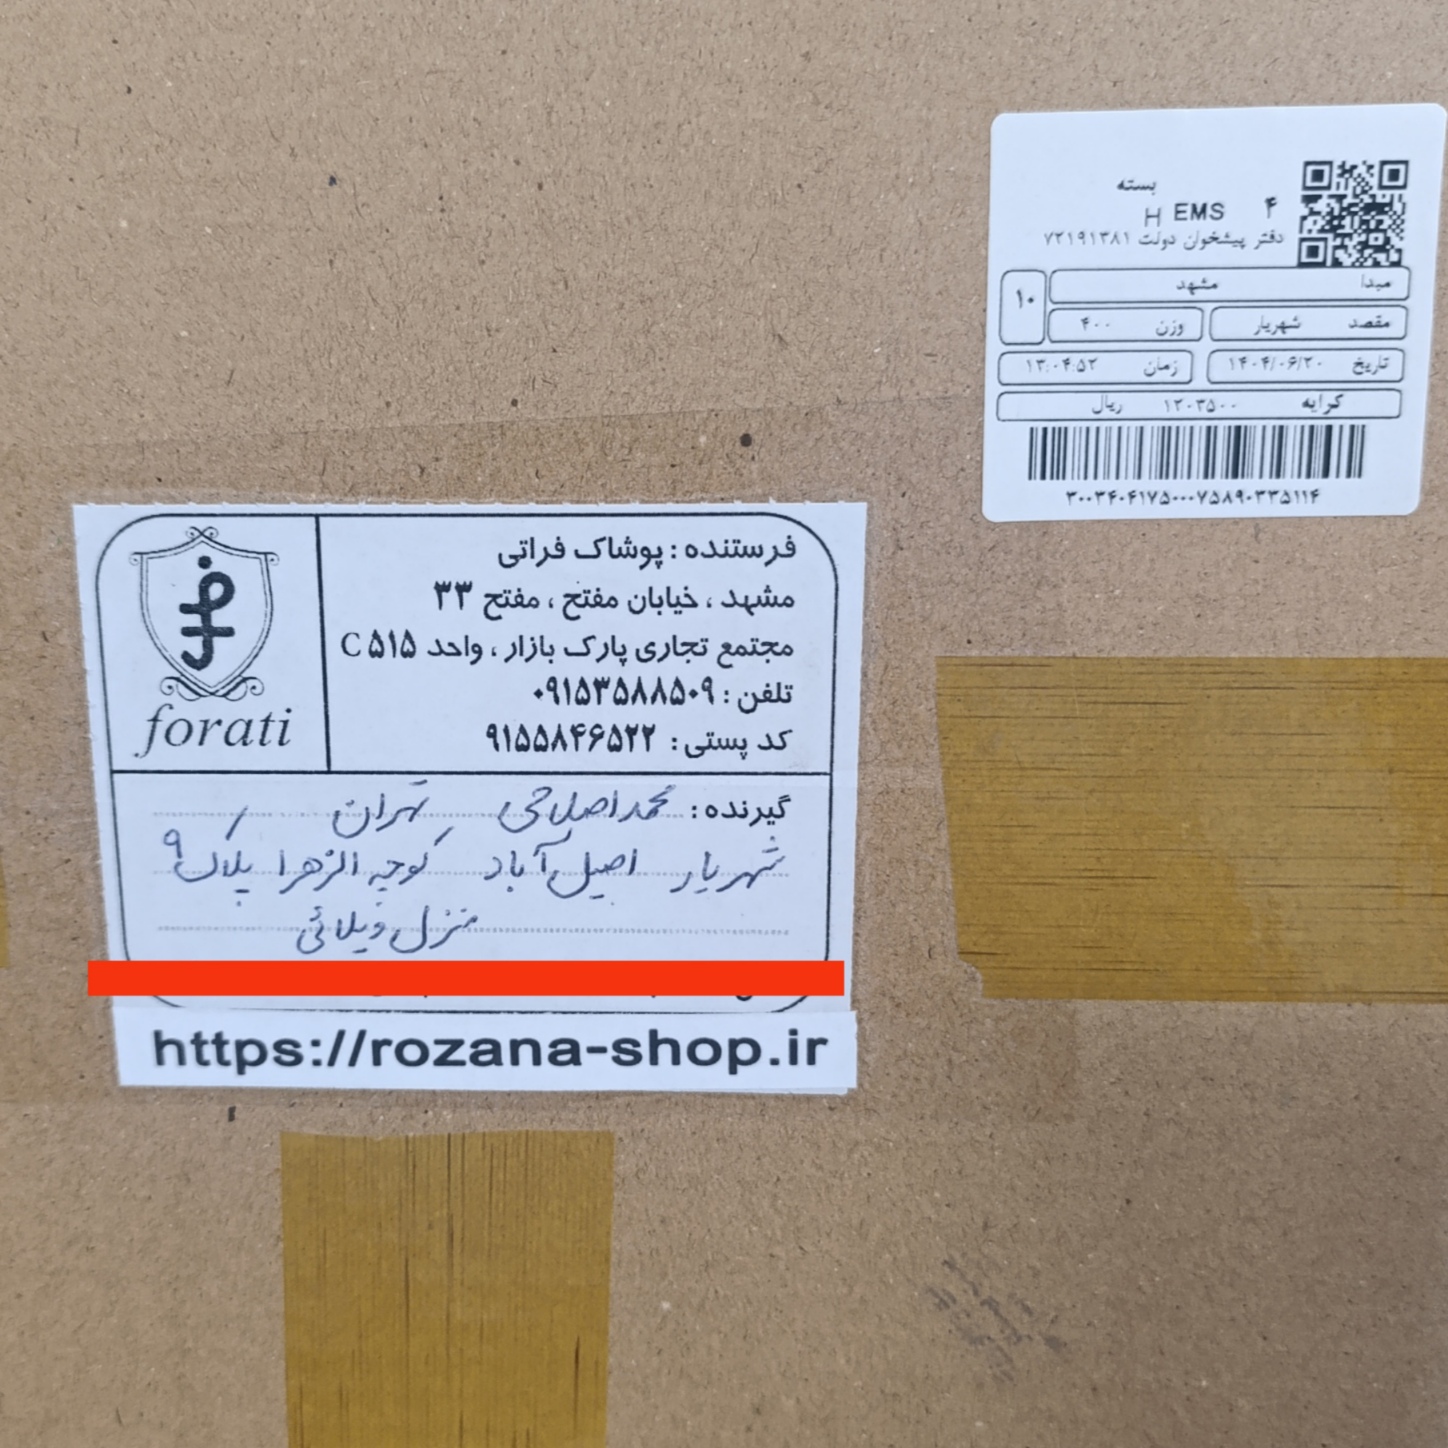 بسته
H EMS ۴
دفتر پیشخوان دولت ۷۲۱۹۱۳۸۱
مبدا مشهد
۱۰
مقصد شهریار
وزن ۴۰۰
تاریخ ۱۴۰۴/۰۶/۲۰
زمان ۱۳:۰۴:۵۲
کرایه ۱۲۰۳۵۰۰ ریال
۳۰۰۳۴۰۴۱۷۵۰۰۰۷۵۸۹۰۳۳۵۱۱۴
forati
فرستنده : پوشاک فراتی
مشهد ، خیابان مفتح ، مفتح ۳۳
مجتمع تجاری پارک بازار ، واحد C ۵۱۵
تلفن : ۰۹۱۵۳۵۸۸۵۰۹
کد پستی : ۹۱۵۵۸۴۶۵۲۲
گیرنده : محمد اصلاحی تهران
شهریار اصیل آباد کوچه الزهرا پلاک ۹
منزل ویلائی
https://rozana-shop.ir